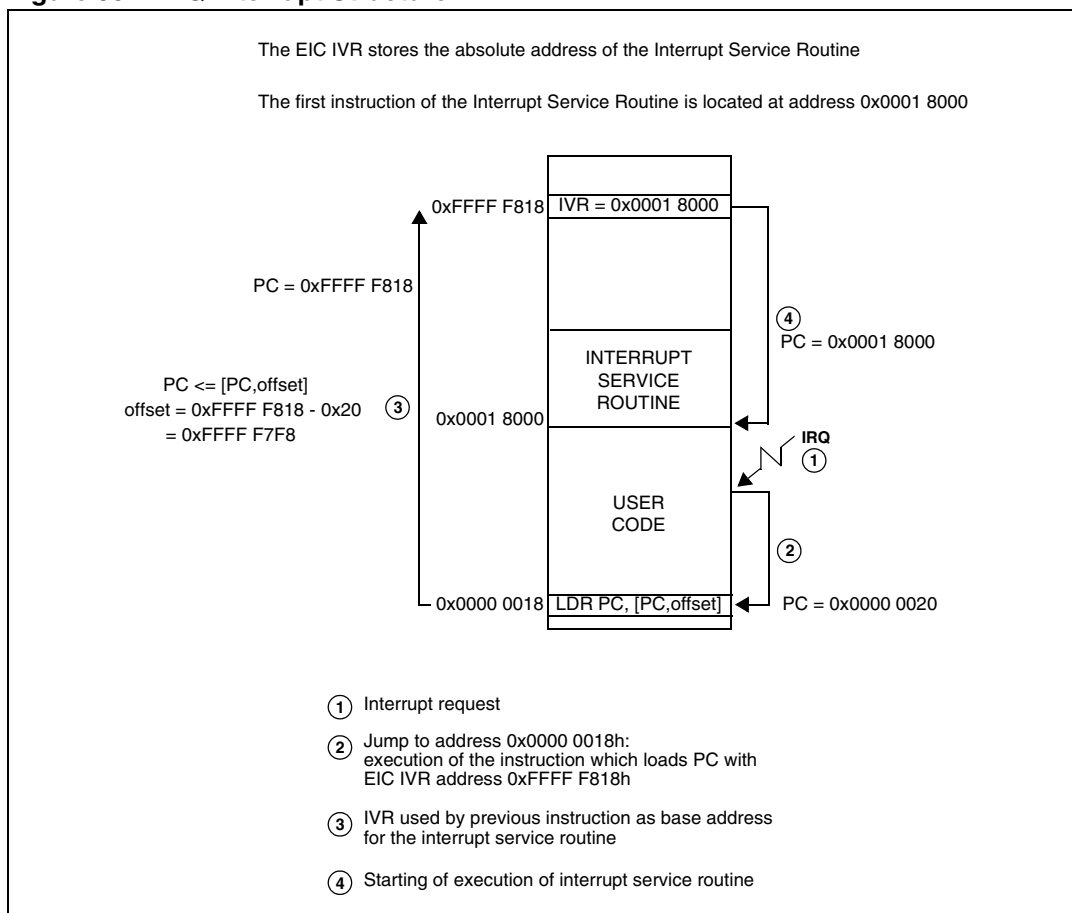 The EIC IVR stores the absolute address of the Interrupt Service Routine
The first instruction of the Interrupt Service Routine is located at address 0x0001 8000
0xFFFF F818
IVR = 0x0001 8000
PC = 0xFFFF F818
4
PC = 0x0001 8000
INTERRUPT
SERVICE
ROUTINE
PC <= [PC,offset]
offset = 0xFFFF F818 - 0x20
= 0xFFFF F7F8
3
0x0001 8000
IRQ
1
USER
CODE
2
0x0000 0018
LDR PC, [PC,offset]
PC = 0x0000 0020
1 Interrupt request
2 Jump to address 0x0000 0018h:
execution of the instruction which loads PC with
EIC IVR address 0xFFFF F818h
3 IVR used by previous instruction as base address
for the interrupt service routine
4 Starting of execution of interrupt service routine